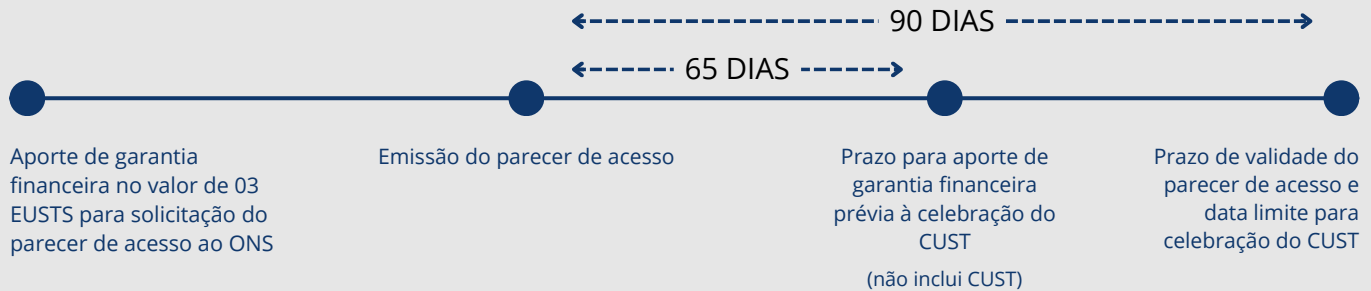 90 DIAS
65 DIAS
Aporte de garantia
financeira no valor de 03
EUSTS para solicitação do
parecer de acesso ao ONS
Emissão do parecer de acesso
Prazo para aporte de
garantia financeira
prévia à celebração do
CUST
(não inclui CUST)
Prazo de validade do
parecer de acesso e
data limite para
celebração do CUST